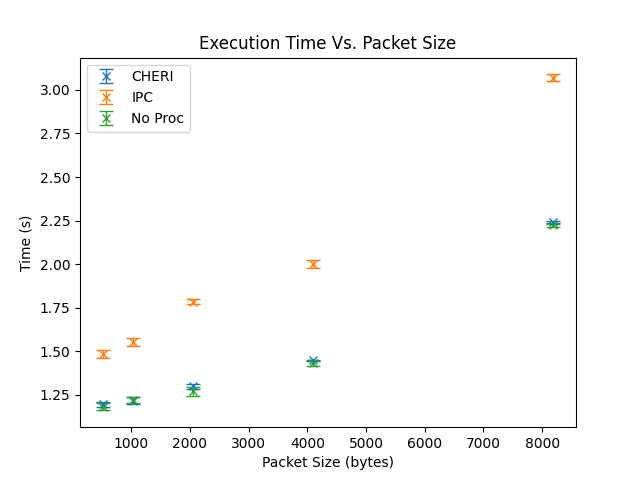 Execution Time Vs. Packet Size
CHERI
IPC
No Proc
3.00
2.75
2.50
2.25
2.00
1.75
1.50
1.25
Time (s)
1000 2000 3000 4000 5000 6000 7000 8000
Packet Size (bytes)